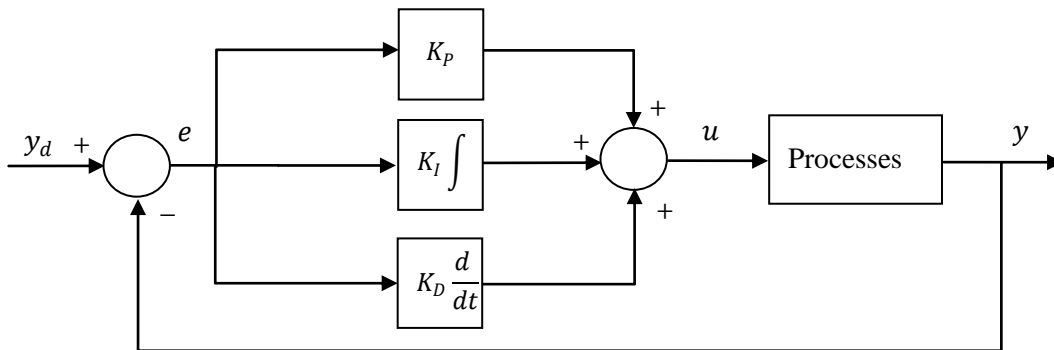 K_P
+
y_d
+
e
K_I ∫
+
u
Processes
y
−
+
K_D d/dt